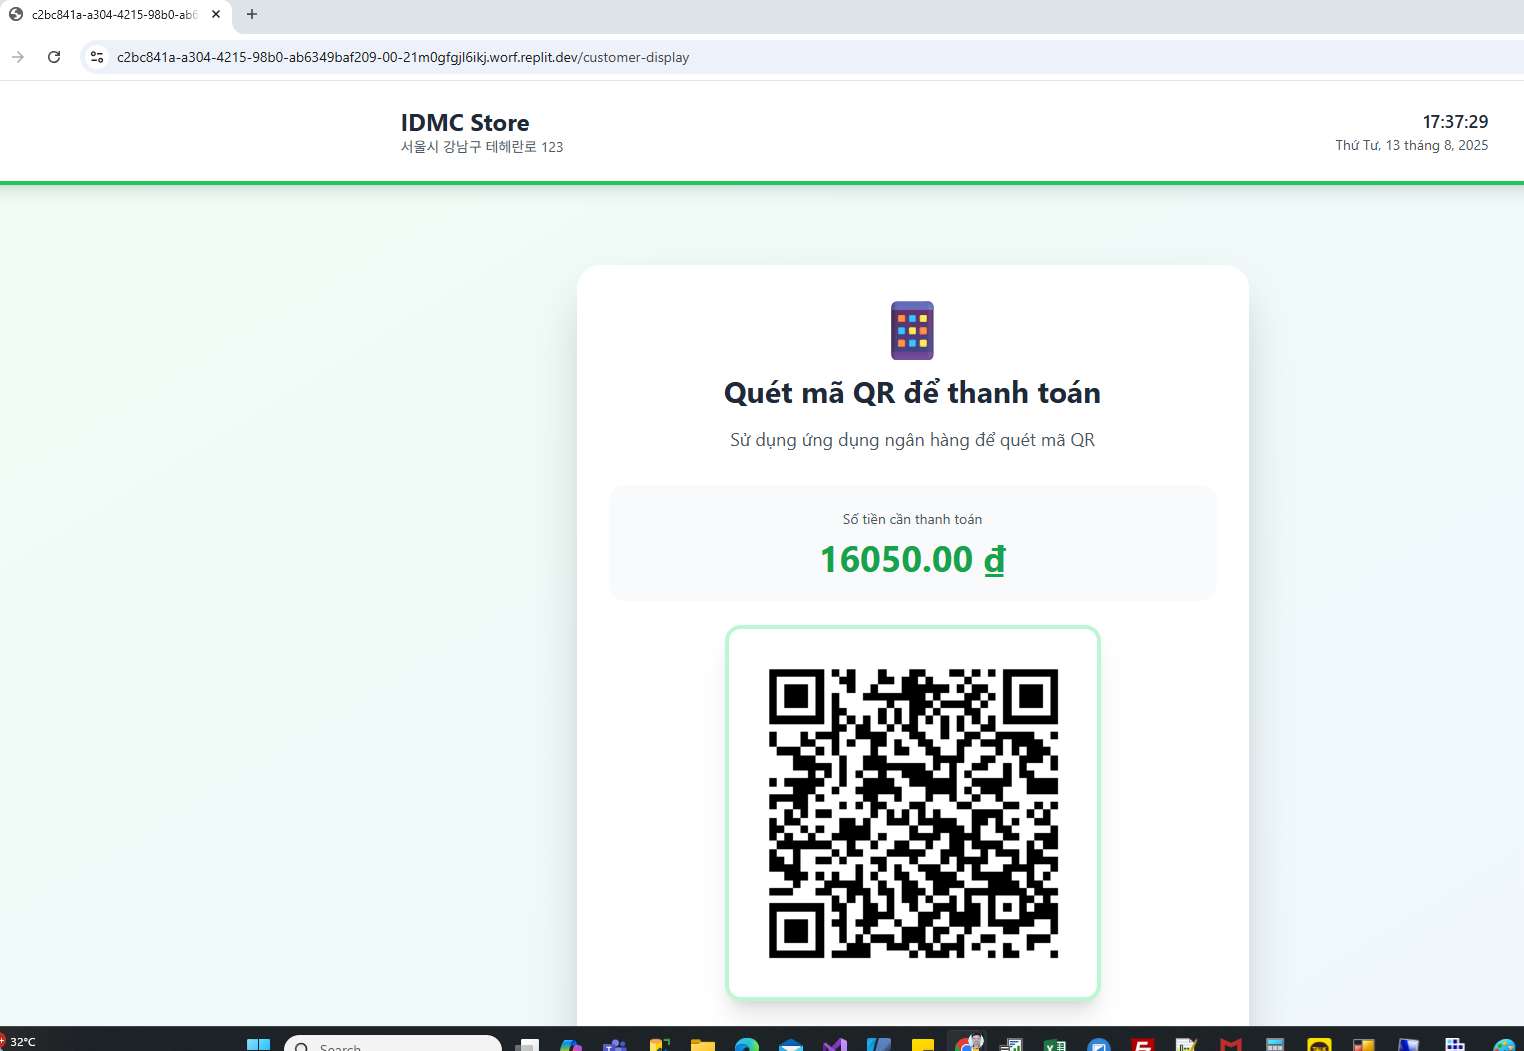 c2bc841a-a304-4215-98b0-ab6
c2bc841a-a304-4215-98b0-ab6349baf209-00-21m0gfgjl6ikj.worf.replit.dev/customer-display
IDMC Store
17:37:29
서울시 강남구 테헤란로 123
Thứ Tư, 13 tháng 8, 2025
Quét mã QR để thanh toán
Sử dụng ứng dụng ngân hàng để quét mã QR
Số tiền cần thanh toán
16050.00 ₫
32°C
Search